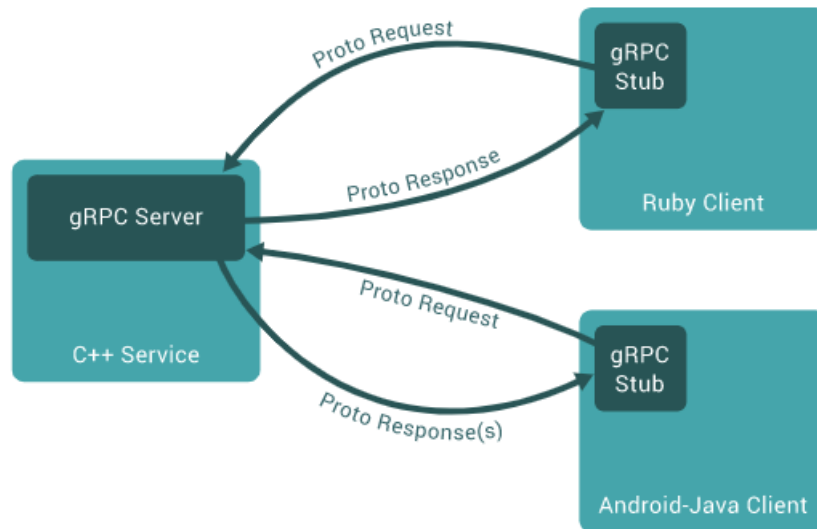 Proto Request
gRPC
Stub
Proto Response
Ruby Client
gRPC Server
C++ Service
Proto Request
gRPC
Stub
Proto Response(s)
Android-Java Client